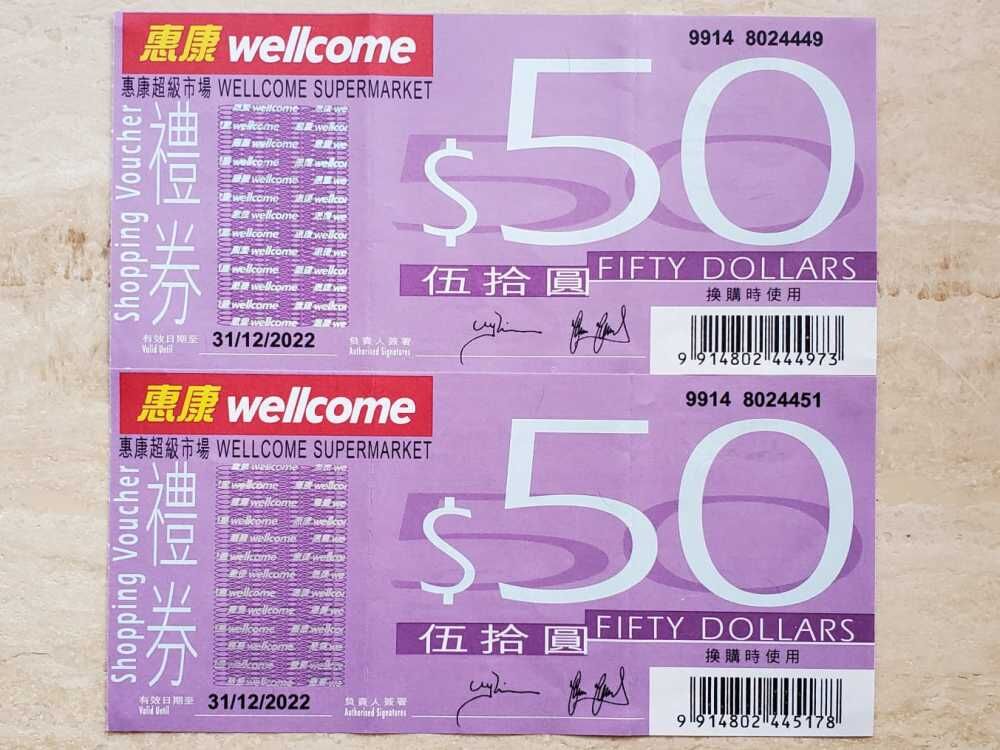 惠康 wellcome
9914 8024449
惠康超級市場 WELLCOME SUPERMARKET
禮券
Shopping Voucher
$50
伍拾圓 FIFTY DOLLARS
換購時使用
有效日期至
Valid Until
31/12/2022
負責人簽署
Authorised Signatures
9 914802 444973
惠康 wellcome
9914 8024451
惠康超級市場 WELLCOME SUPERMARKET
禮券
Shopping Voucher
$50
伍拾圓 FIFTY DOLLARS
換購時使用
有效日期至
Valid Until
31/12/2022
負責人簽署
Authorised Signatures
9 914802 445178